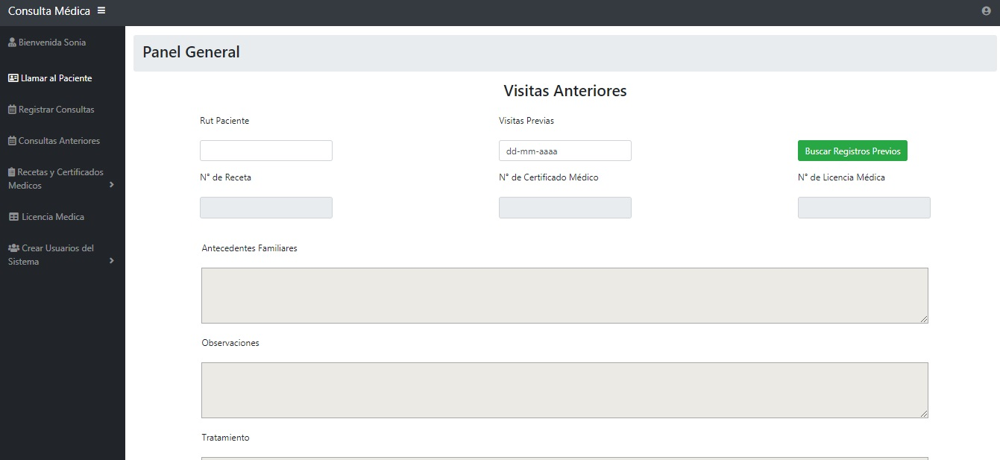 Consulta Médica
Bienvenida Sonia
Llamar al Paciente
Registrar Consultas
Consultas Anteriores
Recetas y Certificados
Medicos
Licencia Medica
Crear Usuarios del
Sistema
Panel General
Visitas Anteriores
Rut Paciente
Visitas Previas
dd-mm-aaaa
Buscar Registros Previos
N° de Receta
N° de Certificado Médico
N° de Licencia Médica
Antecedentes Familiares
Observaciones
Tratamiento